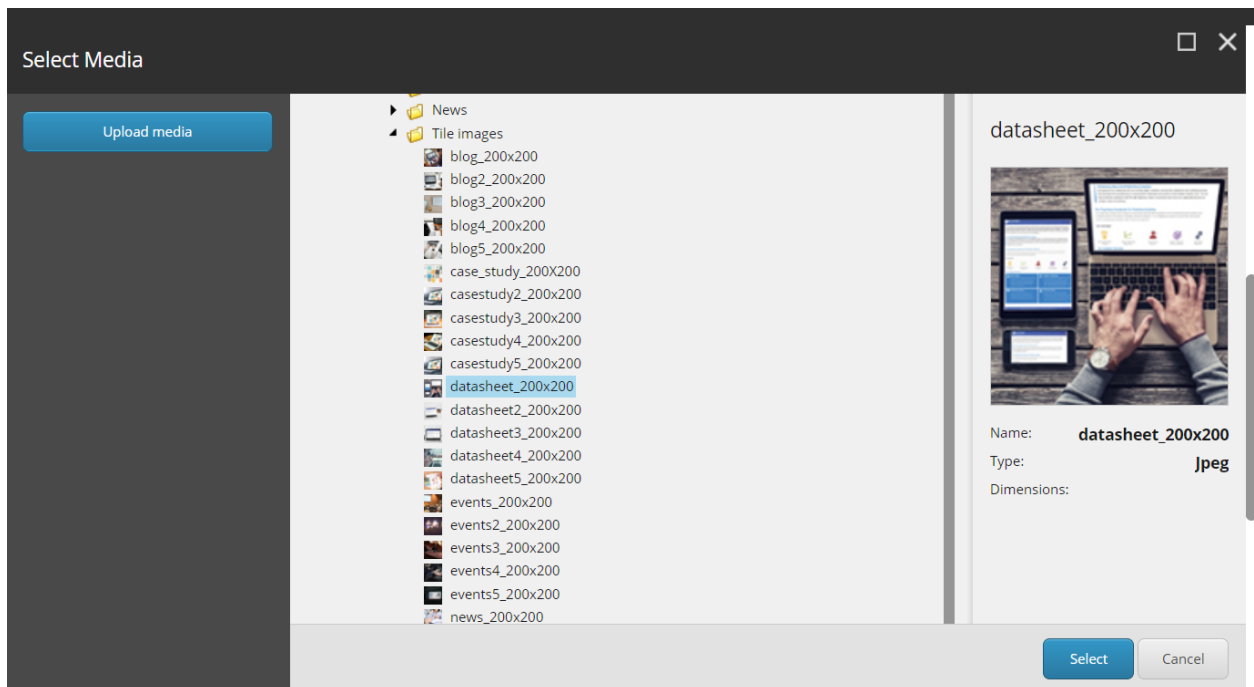 Select Media
Upload media
News
Tile images
blog_200x200
blog2_200x200
blog3_200x200
blog4_200x200
blog5_200x200
case_study_200X200
casestudy2_200x200
casestudy3_200x200
casestudy4_200x200
casestudy5_200x200
datasheet_200x200
datasheet2_200x200
datasheet3_200x200
datasheet4_200x200
datasheet5_200x200
events_200x200
events2_200x200
events3_200x200
events4_200x200
events5_200x200
news_200x200
datasheet_200x200
Name: datasheet_200x200
Type: Jpeg
Dimensions:
Select Cancel